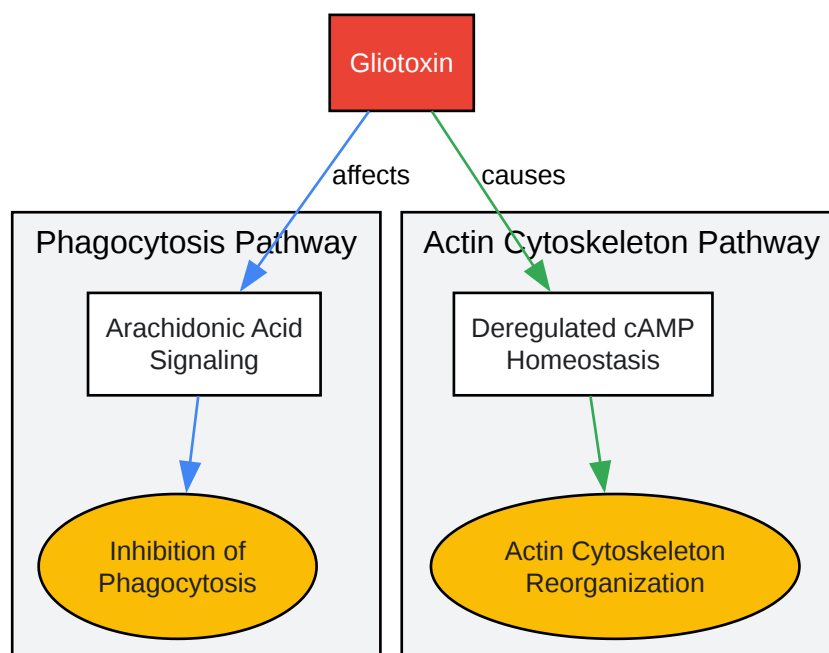 Gliotoxin
affects
causes
Phagocytosis Pathway
Actin Cytoskeleton Pathway
Arachidonic Acid
Signaling
Deregulated cAMP
Homeostasis
Inhibition of
Phagocytosis
Actin Cytoskeleton
Reorganization